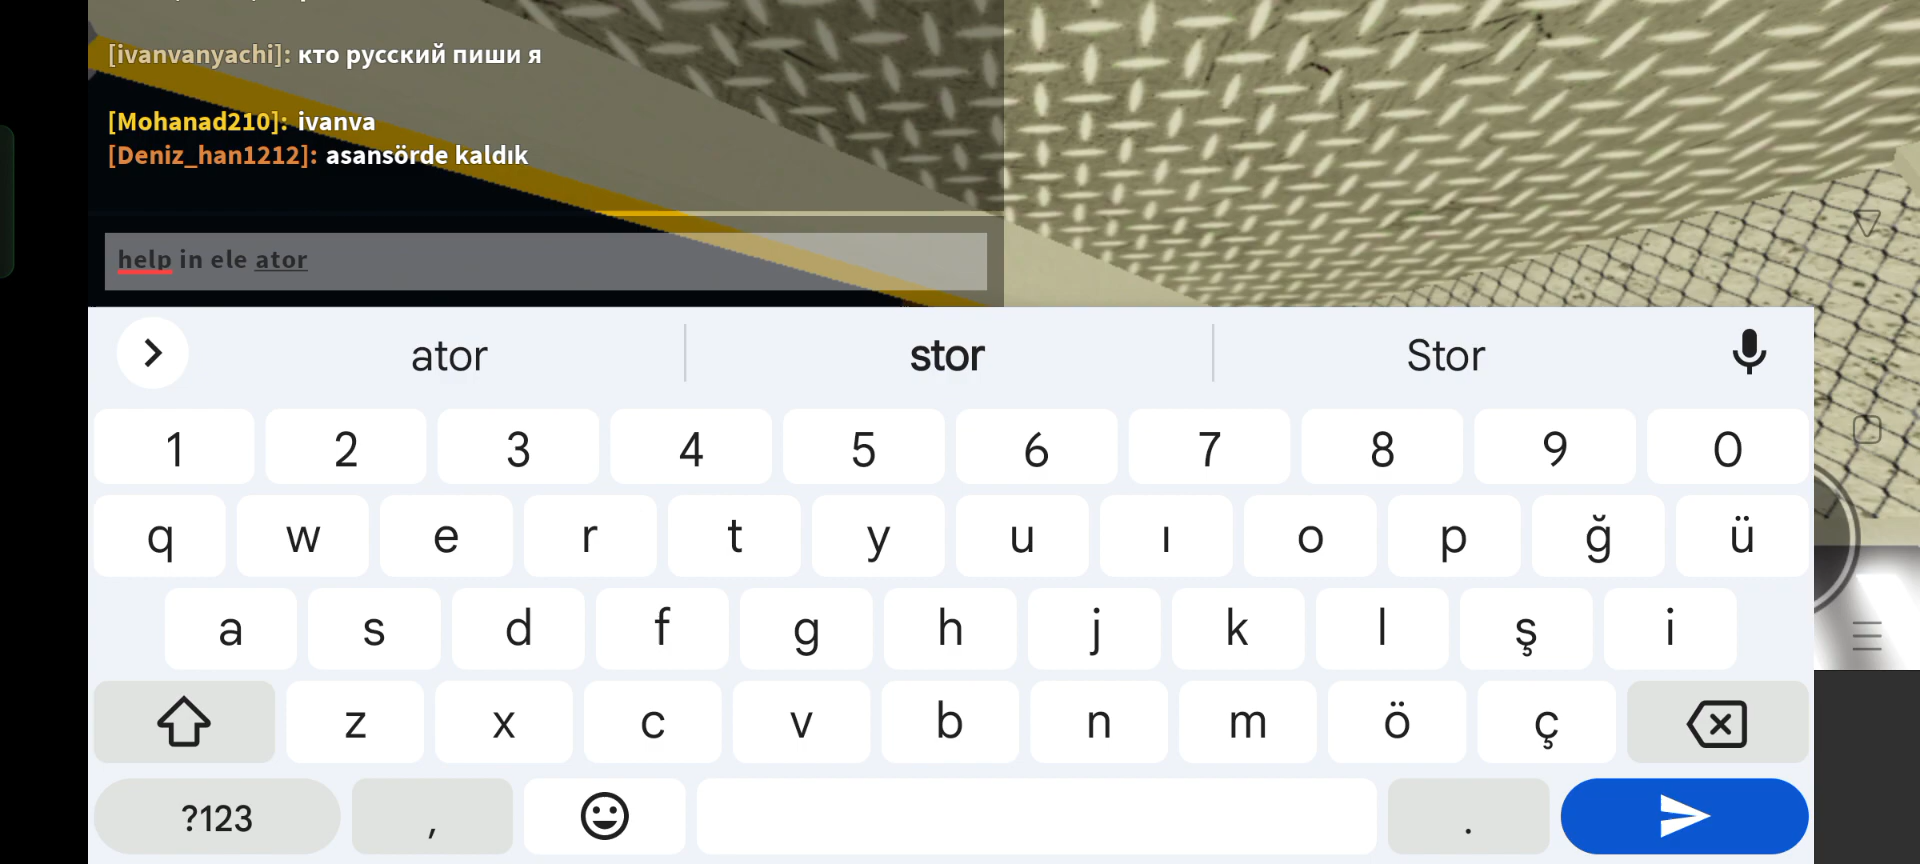 [ivanvanyachi]: кто русский пиши я
[Mohanad210]: ivanva
[Deniz_han1212]: asansörde kaldık
help in ele ator
ator stor Stor
1 2 3 4 5 6 7 8 9 0
q w e r t y u ı o p ğ ü
a s d f g h j k l ş i
z x c v b n m ö ç
?123 , .